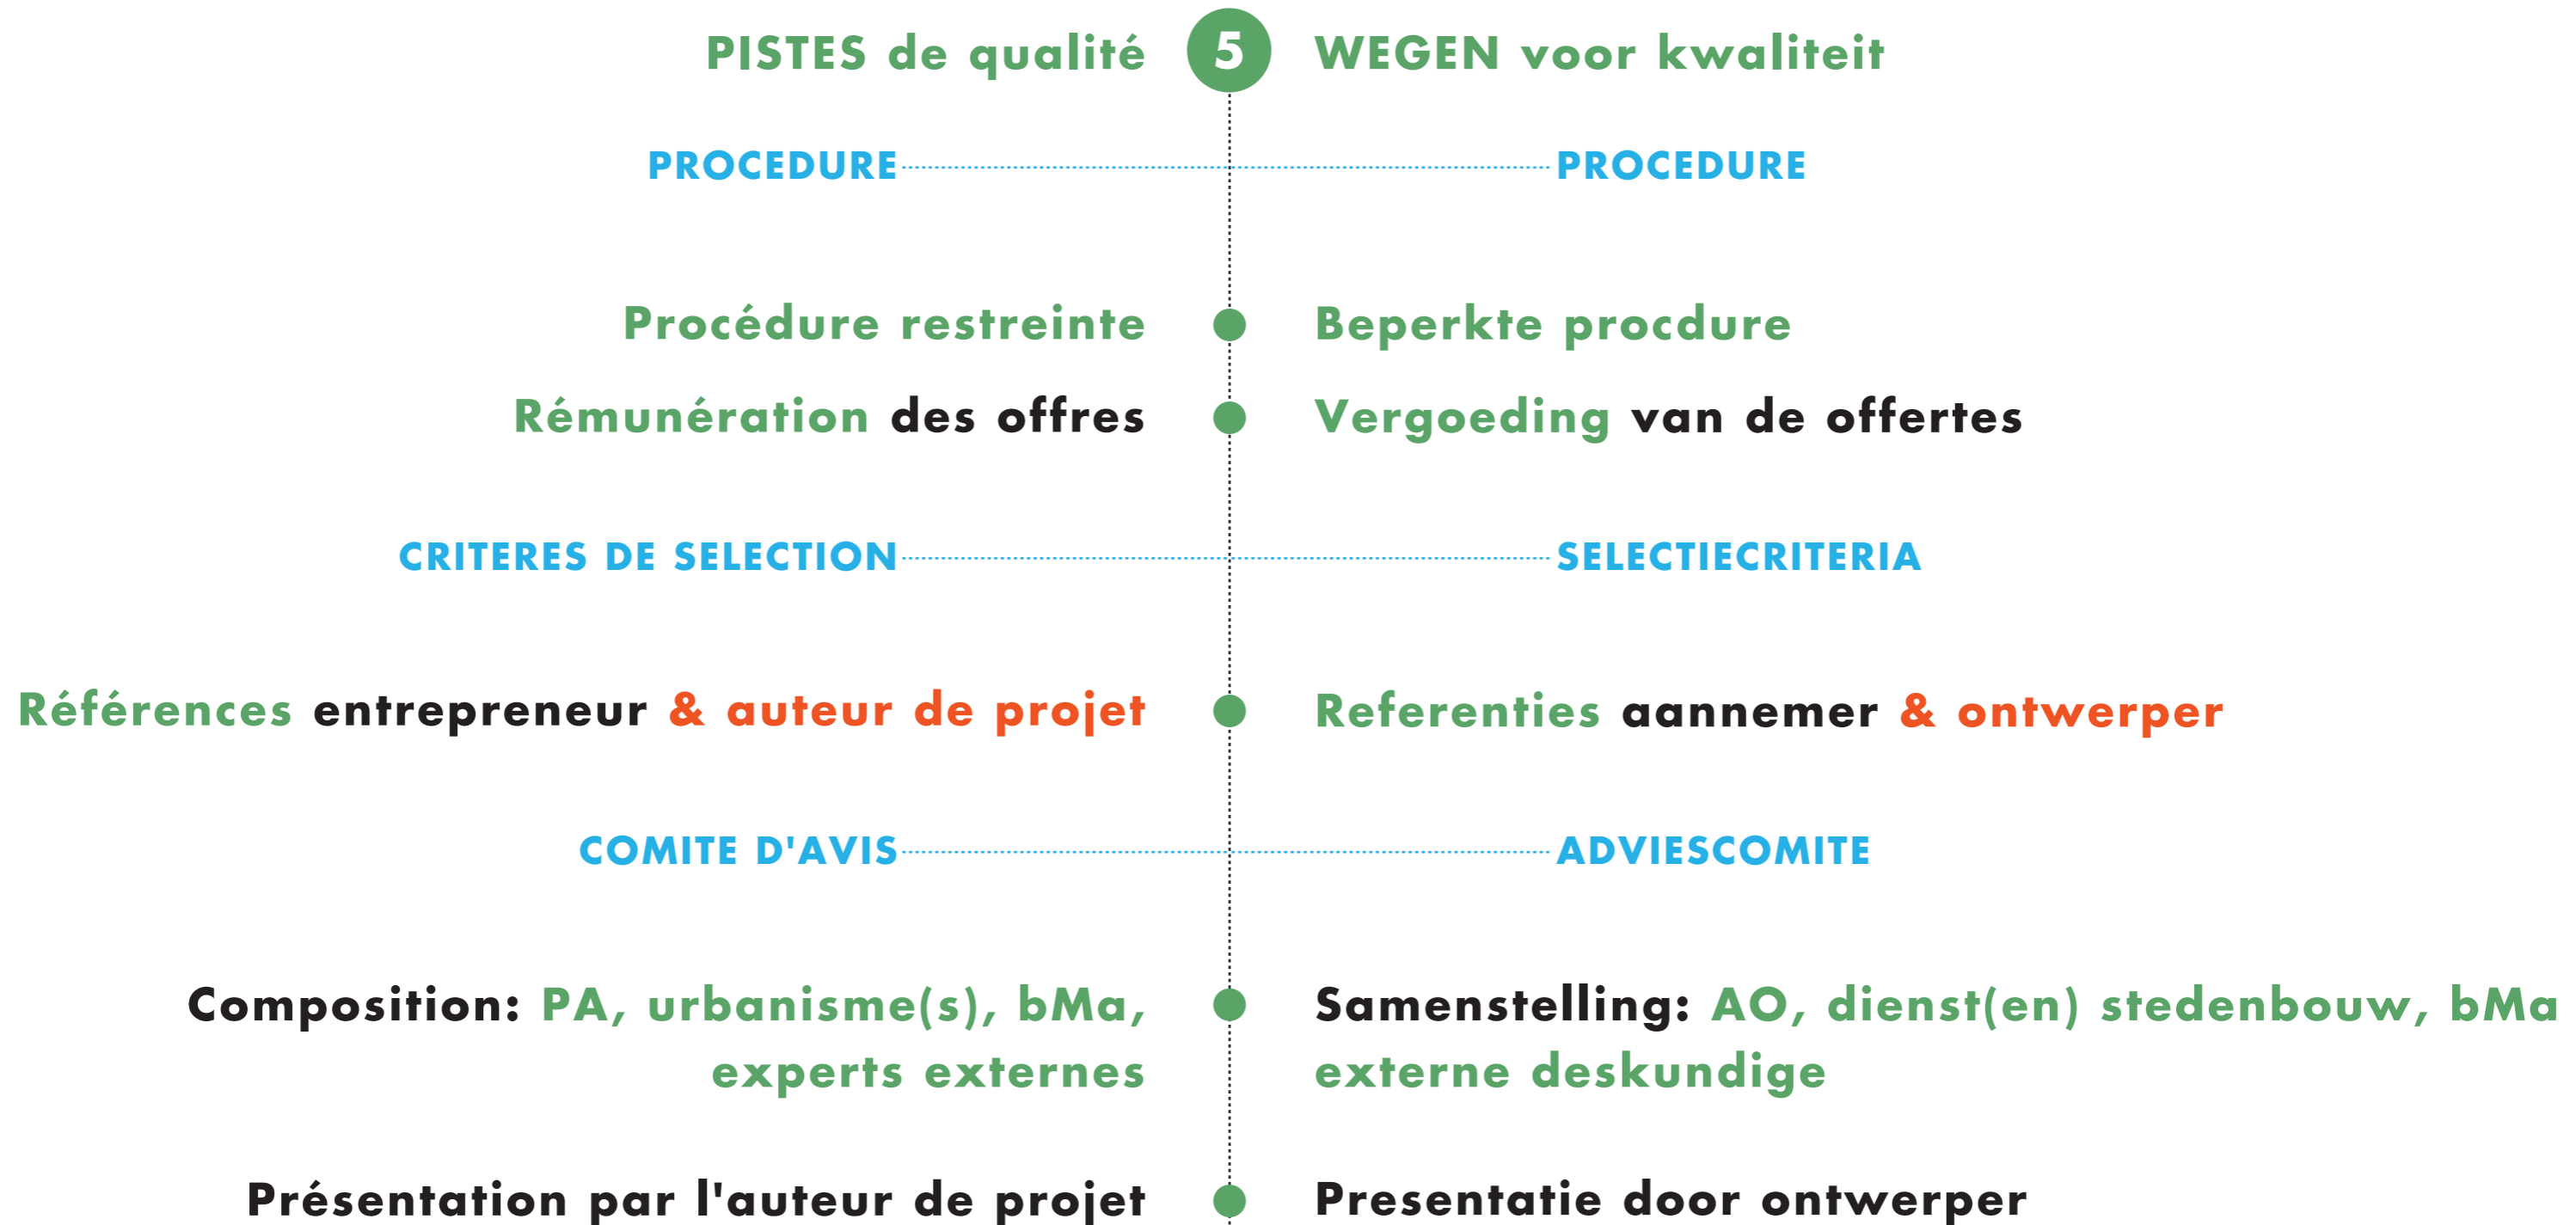 PISTES de qualité 5 WEGEN voor kwaliteit
PROCEDURE PROCEDURE
Procédure restreinte Beperkte procdure
Rémunération des offres Vergoeding van de offertes
CRITERES DE SELECTION SELECTIECRITERIA
Références entrepreneur & auteur de projet Referenties aannemer & ontwerper
COMITE D'AVIS ADVIESCOMITE
Composition: PA, urbanisme(s), bMa, Samenstelling: AO, dienst(en) stedenbouw, bMa
experts externes externe deskundige
Présentation par l'auteur de projet Presentatie door ontwerper